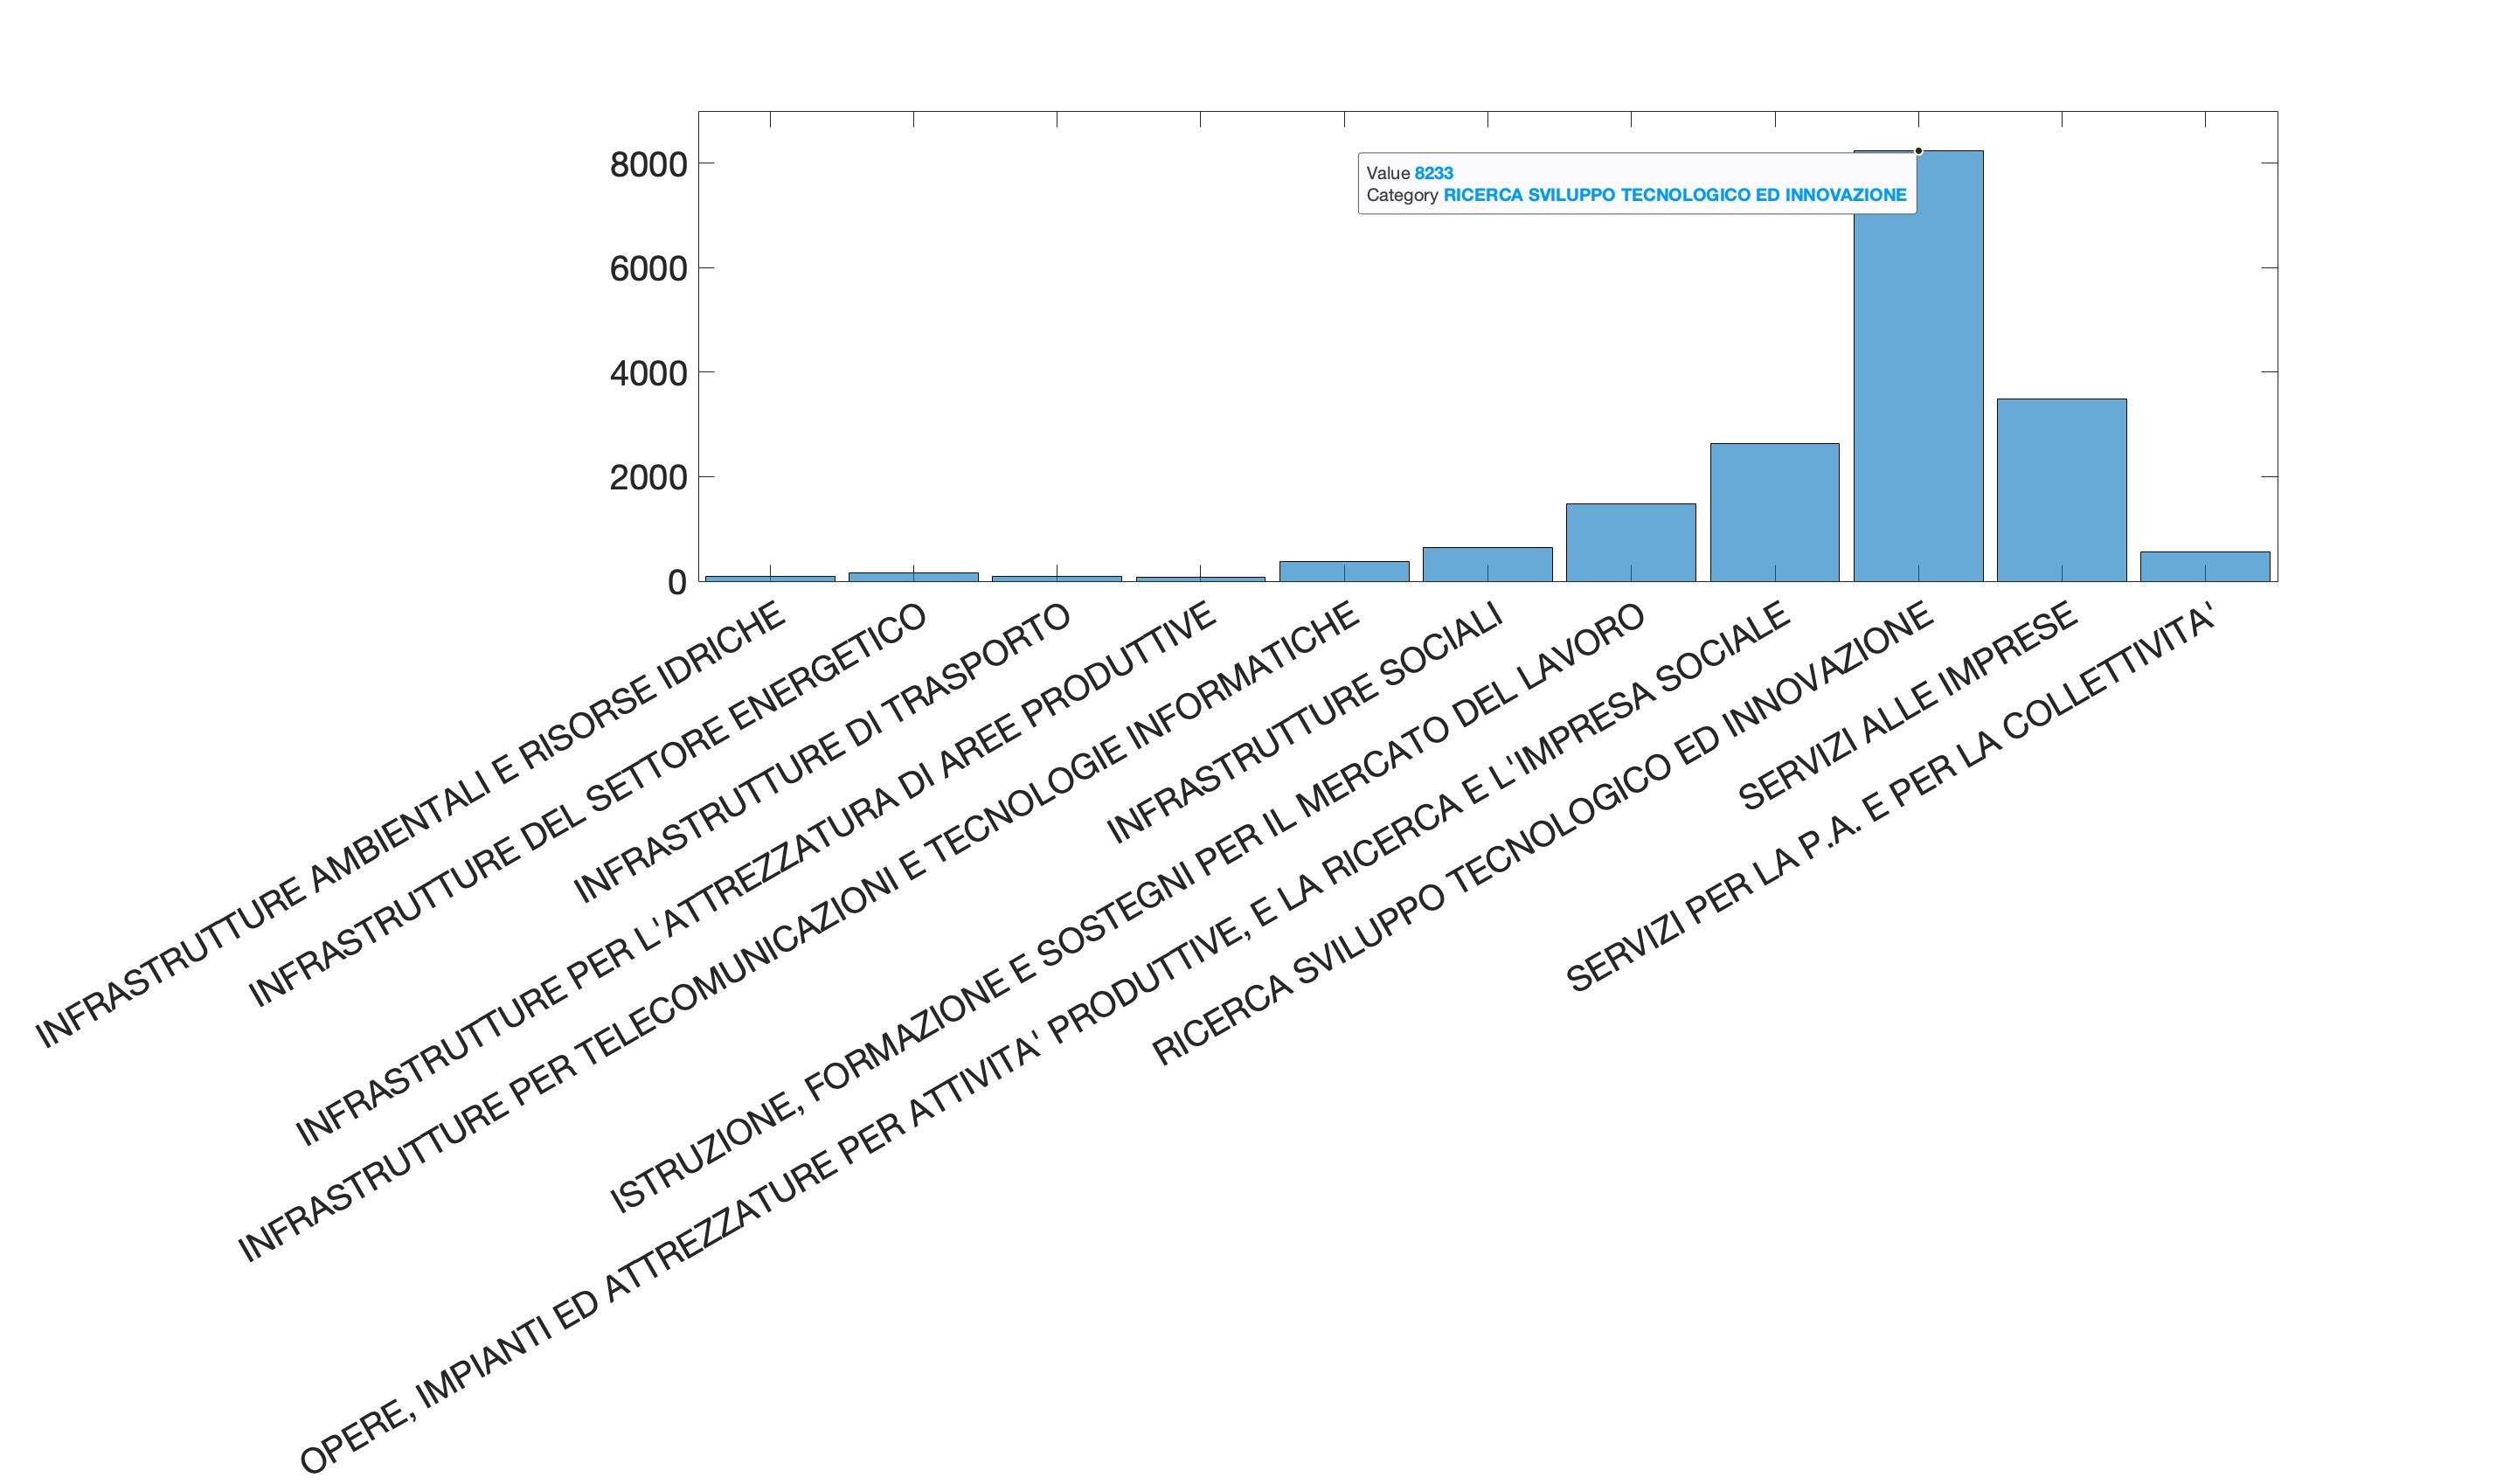 8000
6000
4000
2000
0
Value 8233
Category RICERCA SVILUPPO TECNOLOGICO ED INNOVAZIONE
INFRASTRUTTURE AMBIENTALI E RISORSE IDRICHE
INFRASTRUTTURE DEL SETTORE ENERGETICO
INFRASTRUTTURE DI TRASPORTO
INFRASTRUTTURE PER L'ATTREZZATURA DI AREE PRODUTTIVE
INFRASTRUTTURE PER TELECOMUNICAZIONI E TECNOLOGIE INFORMATICHE
INFRASTRUTTURE SOCIALI
ISTRUZIONE, FORMAZIONE E SOSTEGNI PER IL MERCATO DEL LAVORO
OPERE, IMPIANTI ED ATTREZZATURE PER ATTIVITA' PRODUTTIVE, E LA RICERCA E L'IMPRESA SOCIALE
RICERCA SVILUPPO TECNOLOGICO ED INNOVAZIONE
SERVIZI ALLE IMPRESE
SERVIZI PER LA P.A. E PER LA COLLETTIVITA'